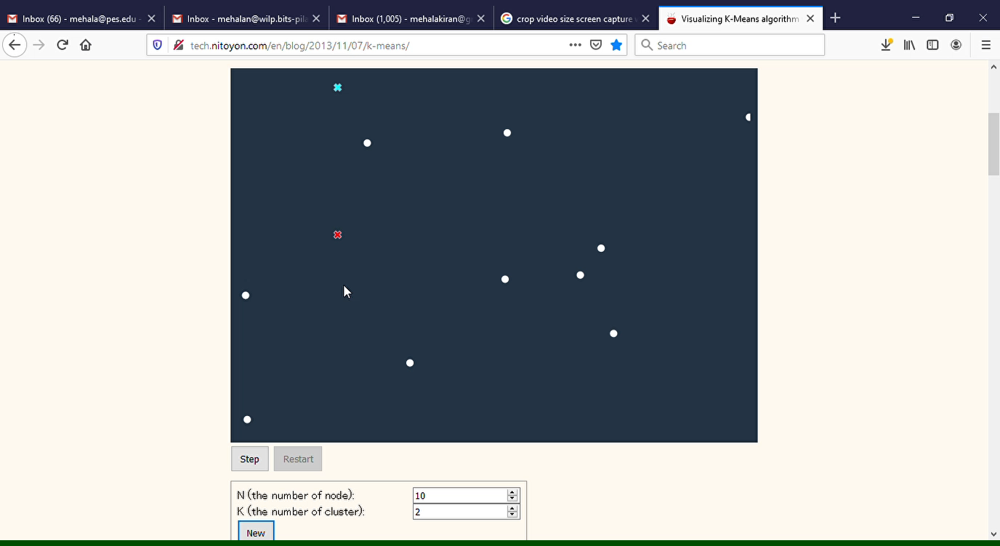 Inbox (66) - mehala@pes.edu -
Inbox - mehalan@wilp.bits-pila
Inbox (1,005) - mehalakiran@g
crop video size screen capture
Visualizing K-Means algorithm
tech.nitoyon.com/en/blog/2013/11/07/k-means/
Search
Step
Restart
N (the number of node):
10
K (the number of cluster):
2
New